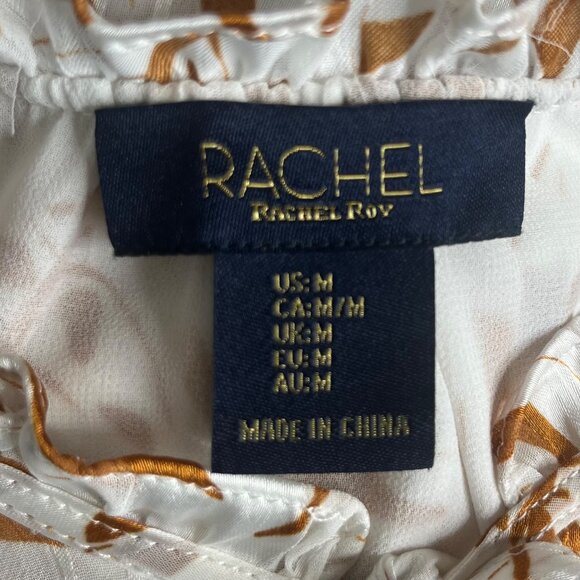 RACHEL
RACHEL ROY
US:M
CA:M/M
UK:M
EU:M
AU:M
MADE IN CHINA